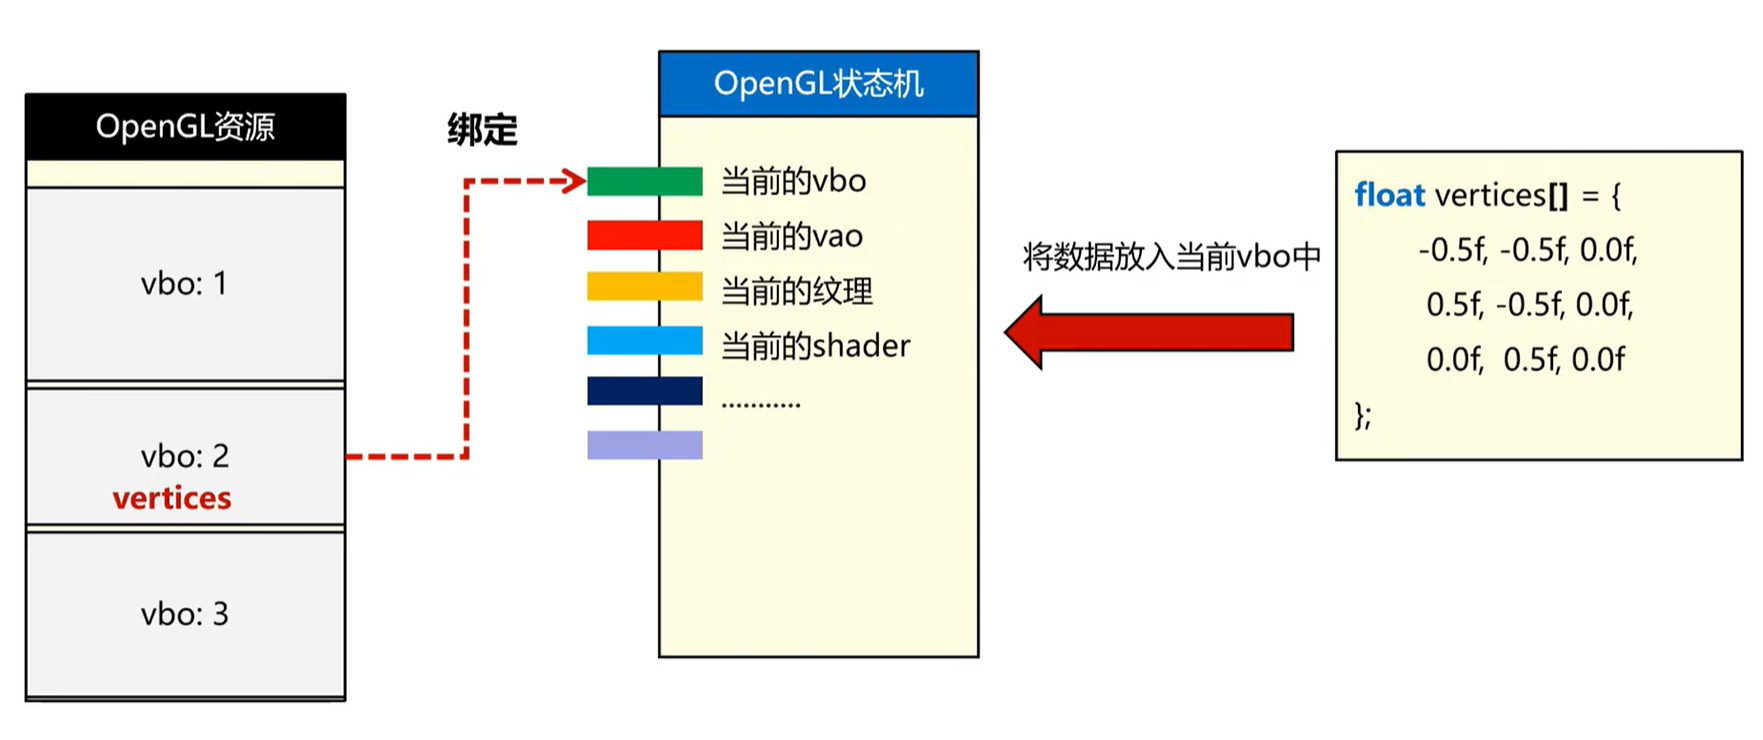 OpenGL资源
vbo: 1
vbo: 2
vertices
vbo: 3
绑定
OpenGL状态机
当前的vbo
当前的vao
当前的纹理
当前的shader
...........
将数据放入当前vbo中
float vertices[] = {
-0.5f, -0.5f, 0.0f,
0.5f, -0.5f, 0.0f,
0.0f, 0.5f, 0.0f
};